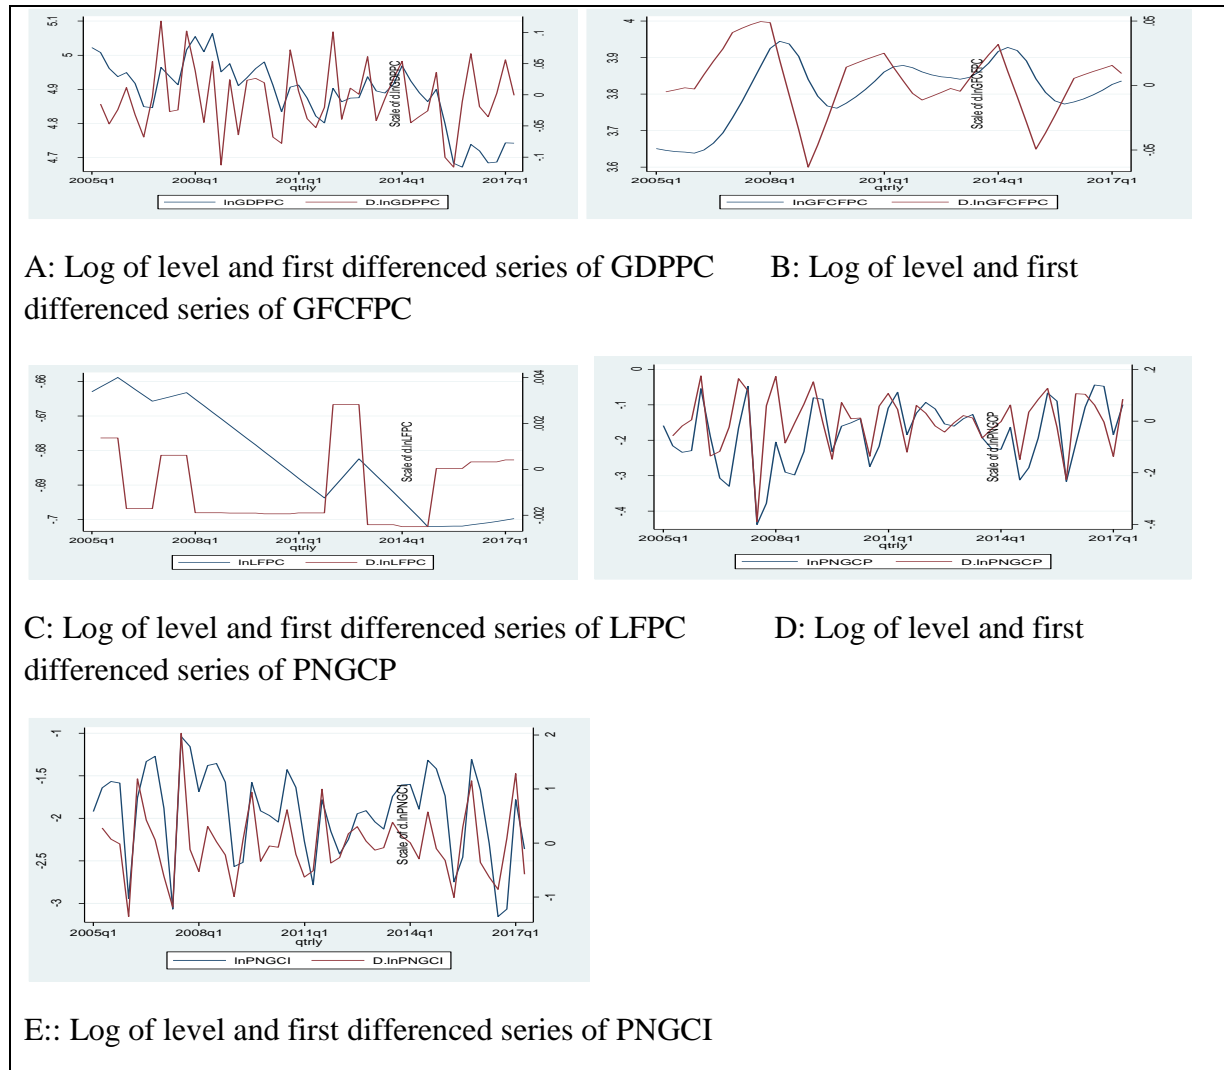 5.1
5
4.9
4.8
4.7
.1
.05
0
-.05
-.1
Scale of d.lnGDPPC
2005q1 2008q1 2011q1 2014q1 2017q1
qtrly
lnGDPPC D.lnGDPPC
4
3.9
3.8
3.7
3.6
.05
0
-.05
Scale of d.lnGFCFPC
2005q1 2008q1 2011q1 2014q1 2017q1
qtrly
lnGFCFPC D.lnGFCFPC
A: Log of level and first differenced series of GDPPC B: Log of level and first
differenced series of GFCFPC
-.66
-.67
-.68
-.69
-.7
.004
.002
0
-.002
Scale of d.lnLFPC
2005q1 2008q1 2011q1 2014q1 2017q1
qtrly
lnLFPC D.lnLFPC
0
-.1
-.2
-.3
-.4
.2
0
-.2
-.4
Scale of d.lnPNGCP
2005q1 2008q1 2011q1 2014q1 2017q1
qtrly
lnPNGCP D.lnPNGCP
C: Log of level and first differenced series of LFPC D: Log of level and first
differenced series of PNGCP
-1
-1.5
-2
-2.5
-3
2
1
0
-1
Scale of d.lnPNGCI
2005q1 2008q1 2011q1 2014q1 2017q1
qtrly
lnPNGCI D.lnPNGCI
E:: Log of level and first differenced series of PNGCI